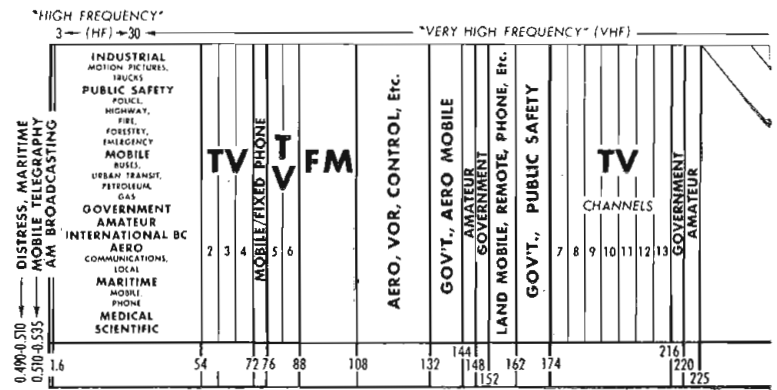 "HIGH FREQUENCY"
3 ← (HF) → 30
"VERY HIGH FREQUENCY" (VHF)
0.490-0.510 → DISTRESS, MARITIME
0.510-0.535 → MOBILE TELEGRAPHY
AM BROADCASTING
INDUSTRIAL
MOTION PICTURES,
TRUCKS
PUBLIC SAFETY
POLICE,
HIGHWAY,
FIRE,
FORESTRY,
EMERGENCY
MOBILE
BUSES,
URBAN TRANSIT,
PETROLEUM,
GAS
GOVERNMENT
AMATEUR
INTERNATIONAL BC
AERO
COMMUNICATIONS,
LOCAL
MARITIME
MOBILE,
PHONE
MEDICAL
SCIENTIFIC
TV
2 3 4
MOBILE/FIXED PHONE
T
V
5 6
FM
AERO, VOR, CONTROL, Etc.
GOV'T., AERO MOBILE
AMATEUR
GOVERNMENT
LAND MOBILE, REMOTE, PHONE, Etc.
GOV'T., PUBLIC SAFETY
TV
CHANNELS
7 8 9 10 11 12 13
GOVERNMENT
AMATEUR
1.6 54 72 76 88 108 132 144 148 152 162 174 216 220 225